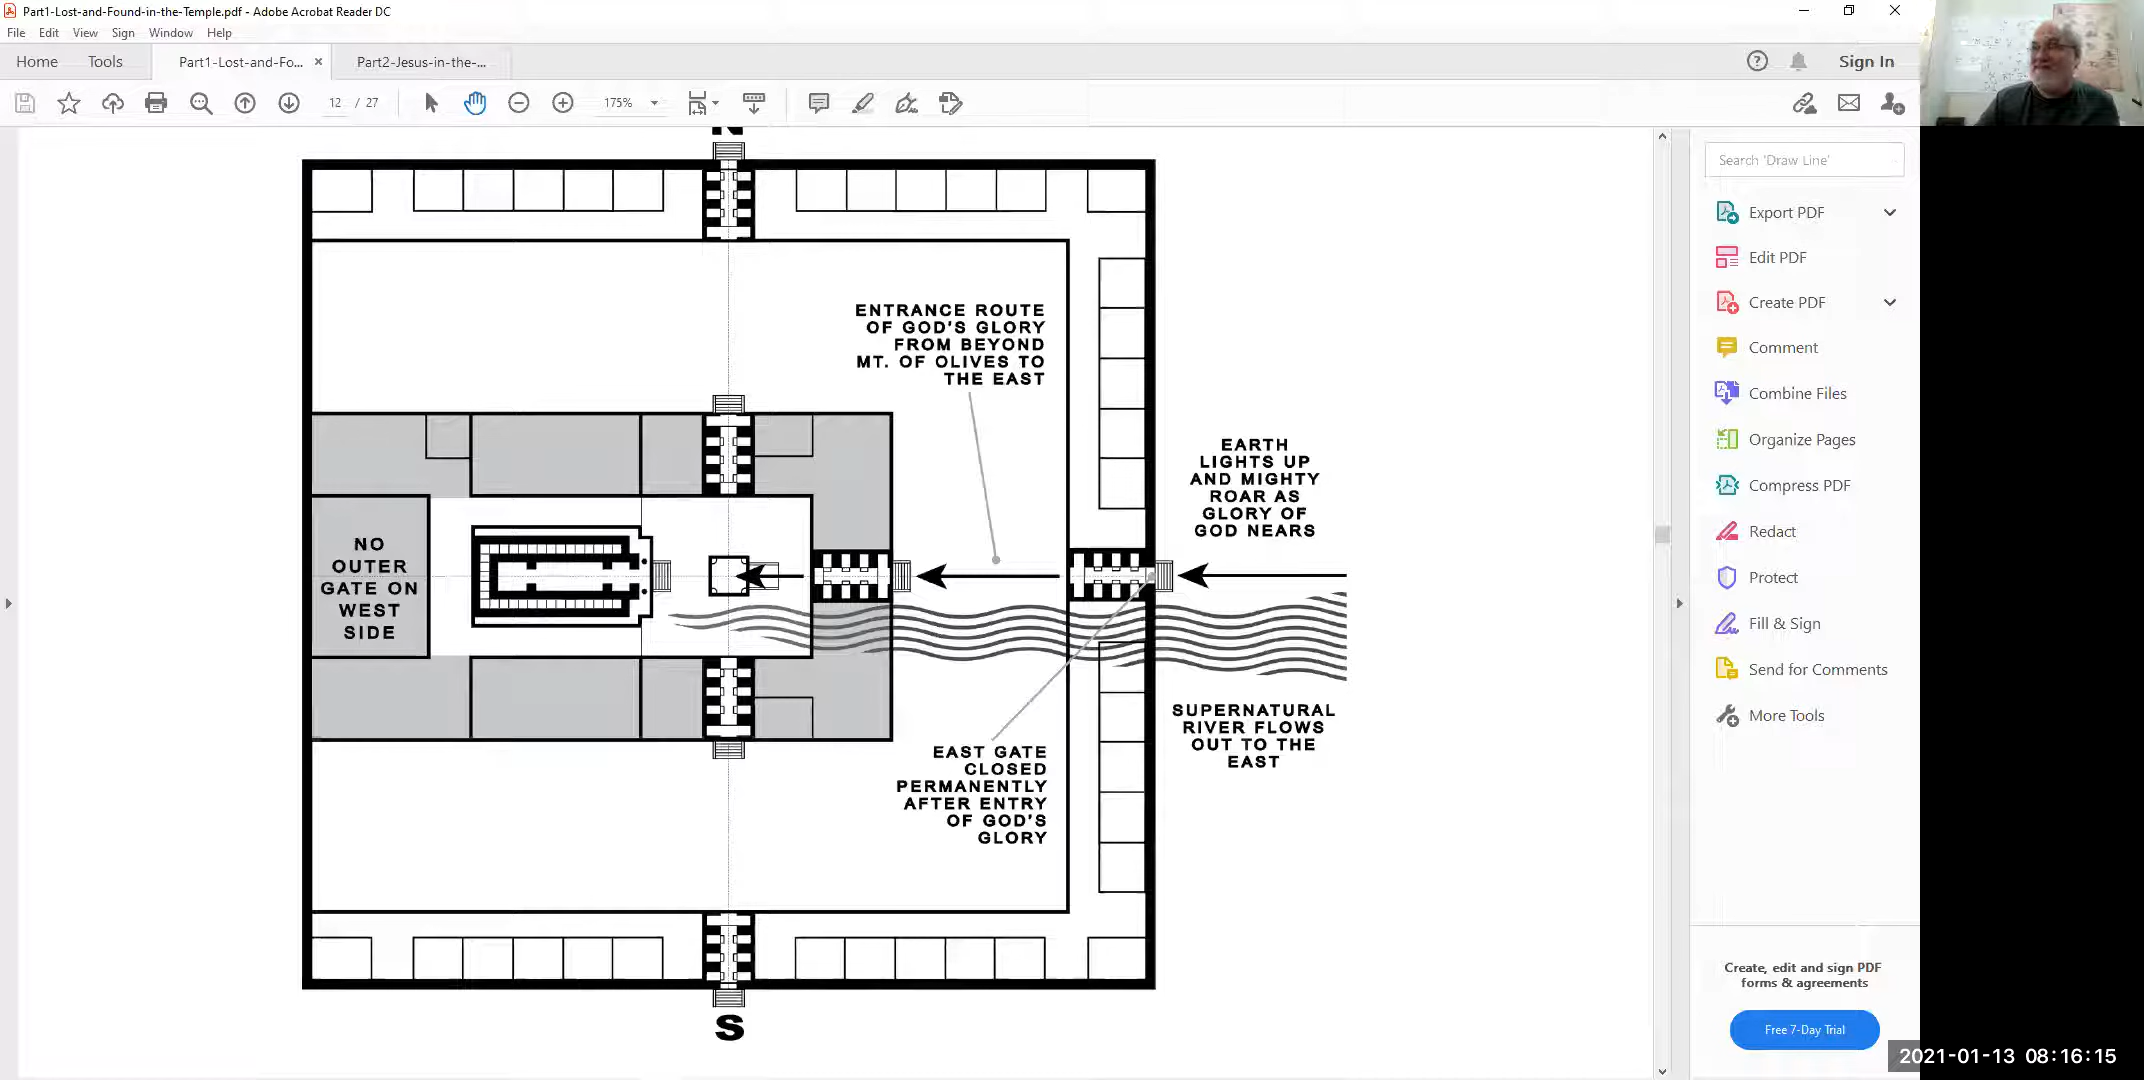 Part1-Lost-and-Found-in-the-Temple.pdf - Adobe Acrobat Reader DC
File Edit View Sign Window Help
Home Tools Part1-Lost-and-Fo... × Part2-Jesus-in-the-... Sign In
12 / 27 175%
N
ENTRANCE ROUTE
OF GOD'S GLORY
FROM BEYOND
MT. OF OLIVES TO
THE EAST
EARTH
LIGHTS UP
AND MIGHTY
ROAR AS
GLORY OF
GOD NEARS
NO
OUTER
GATE ON
WEST
SIDE
SUPERNATURAL
RIVER FLOWS
OUT TO THE
EAST
EAST GATE
CLOSED
PERMANENTLY
AFTER ENTRY
OF GOD'S
GLORY
S
Search 'Draw Line'
Export PDF
Edit PDF
Create PDF
Comment
Combine Files
Organize Pages
Compress PDF
Redact
Protect
Fill & Sign
Send for Comments
More Tools
Create, edit and sign PDF
forms & agreements
Free 7-Day Trial
2021-01-13 08:16:15